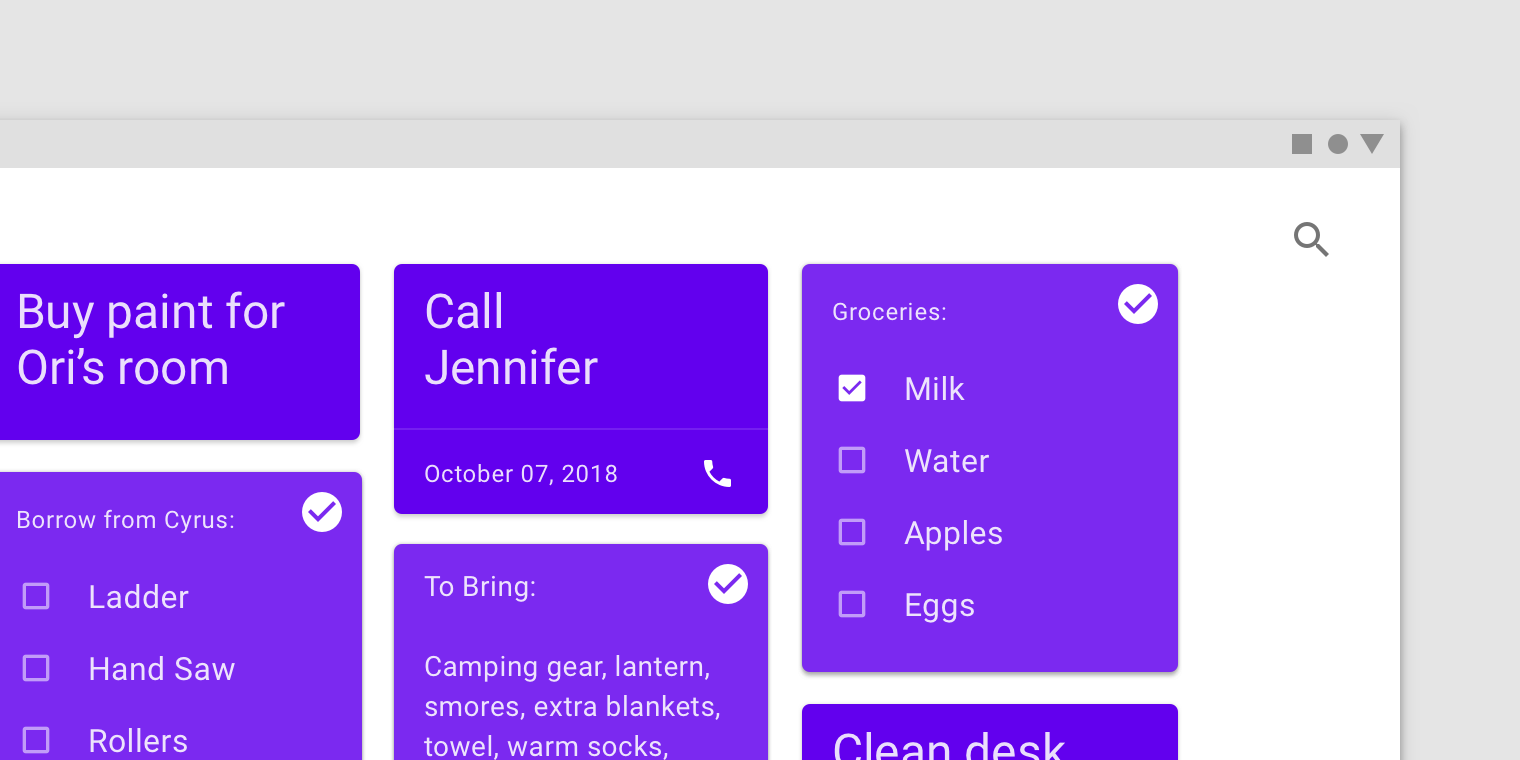 Buy paint for
Ori’s room
Borrow from Cyrus:
Ladder
Hand Saw
Rollers
Call
Jennifer
October 07, 2018
To Bring:
Camping gear, lantern,
smores, extra blankets,
towel, warm socks,
Groceries:
Milk
Water
Apples
Eggs
Clean desk